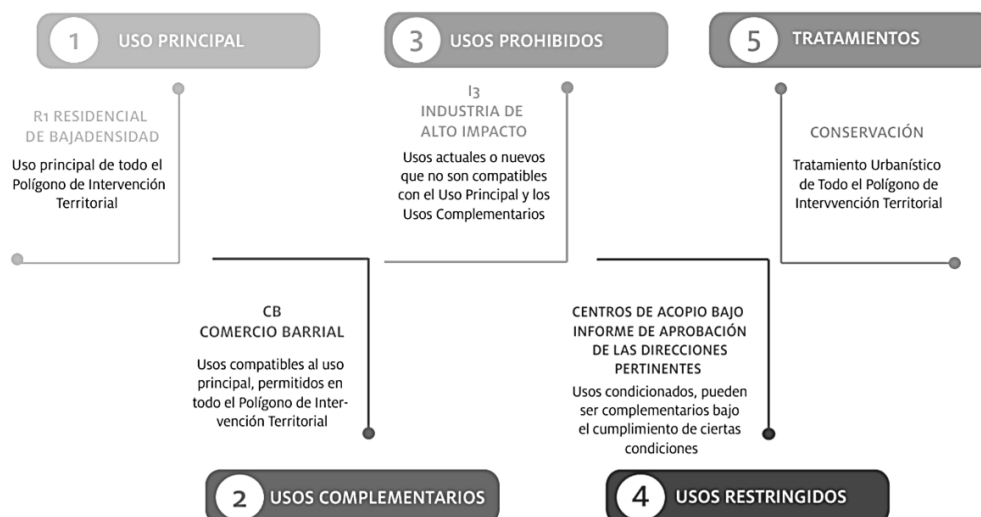 1 USO PRINCIPAL
R1 RESIDENCIAL
DE BAJADENSIDAD
Uso principal de todo el
Polígono de Intervención
Territorial
2 USOS COMPLEMENTARIOS
CB
COMERCIO BARRIAL
Usos compatibles al uso
principal, permitidos en
todo el Polígono de Inter-
vención Territorial
3 USOS PROHIBIDOS
I3
INDUSTRIA DE
ALTO IMPACTO
Usos actuales o nuevos
que no son compatibles
con el Uso Principal y los
Usos Complementarios
4 USOS RESTRINGIDOS
CENTROS DE ACOPIO BAJO
INFORME DE APROBACIÓN
DE LAS DIRECCIONES
PERTINENTES
Usos condicionados, pueden
ser complementarios bajo
el cumplimiento de ciertas
condiciones
5 TRATAMIENTOS
CONSERVACIÓN
Tratamiento Urbanístico
de Todo el Polígono de
Intervvención Territorial